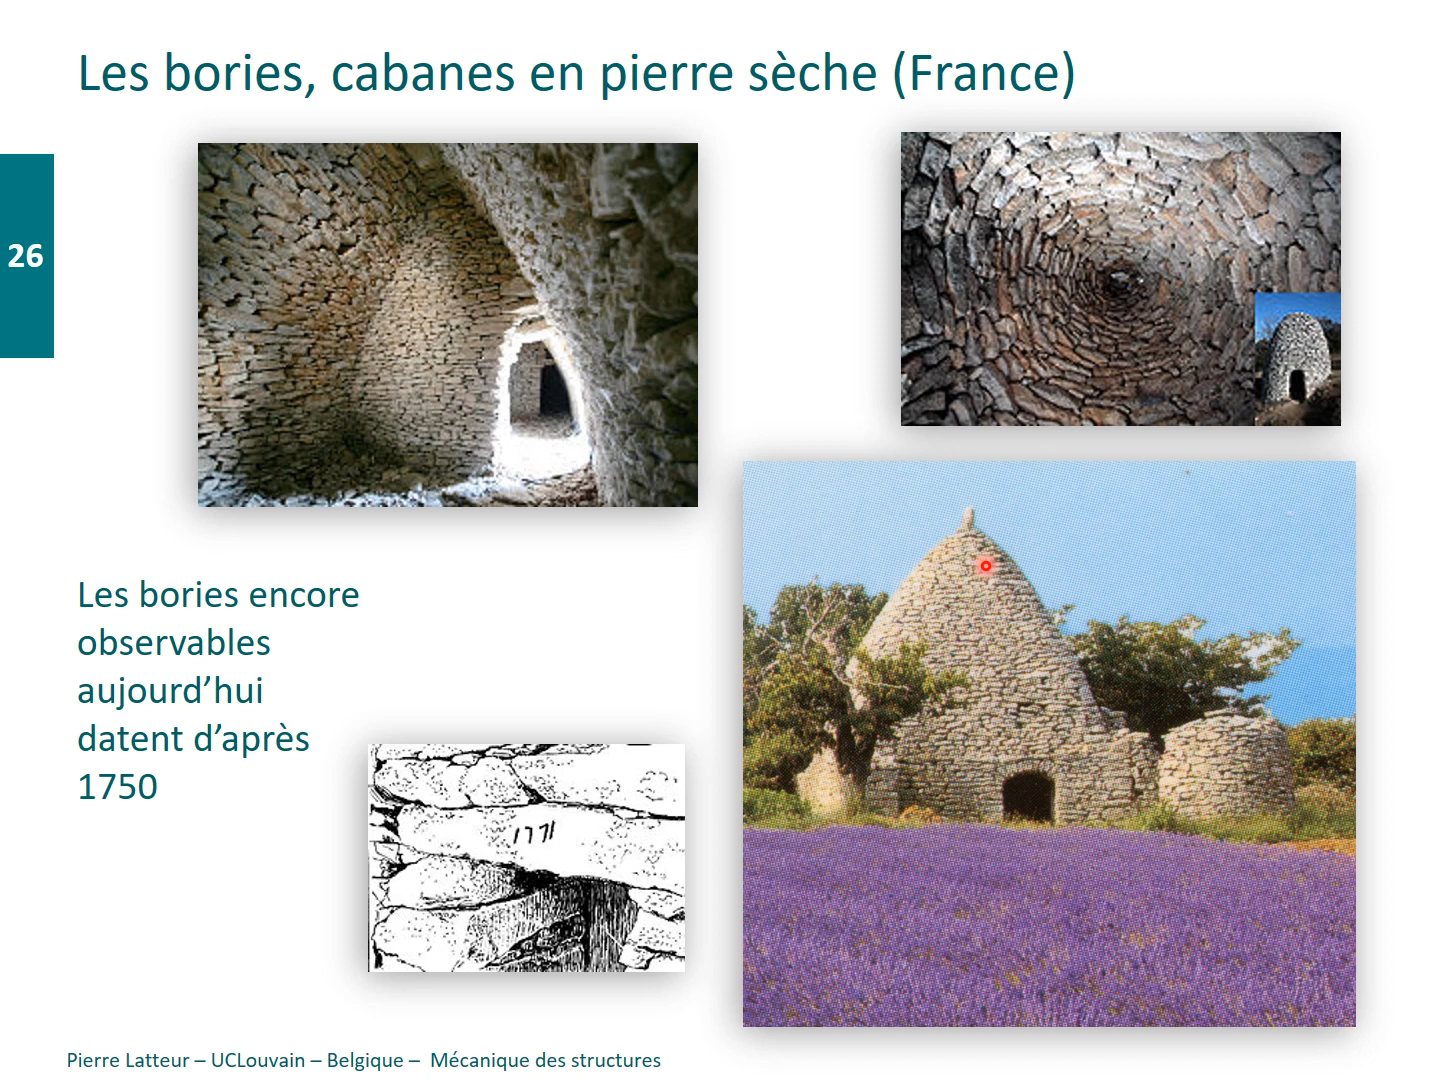 Les bories, cabanes en pierre sèche (France)
26
Les bories encore
observables
aujourd’hui
datent d’après
1750
1771
Pierre Latteur – UCLouvain – Belgique – Mécanique des structures